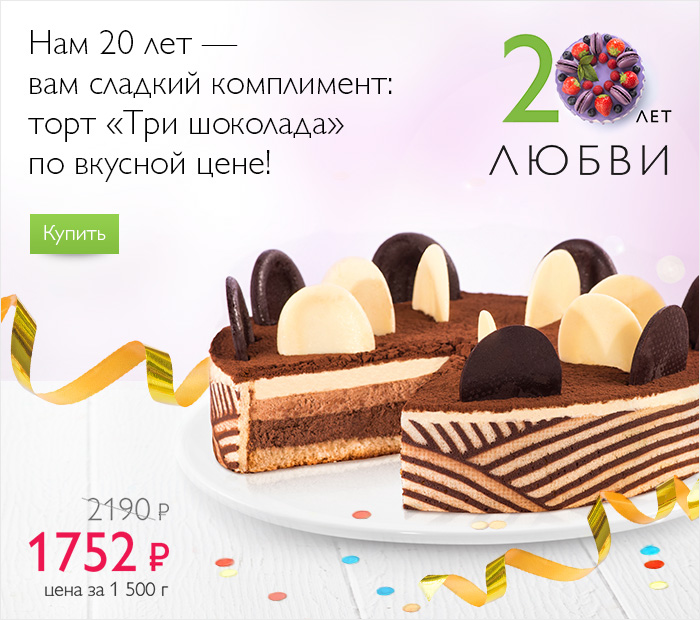 Нам 20 лет —
вам сладкий комплимент:
торт «Три шоколада»
по вкусной цене!
20 ЛЕТ
ЛЮБВИ
Купить
2190 ₽
1752 ₽
цена за 1 500 г